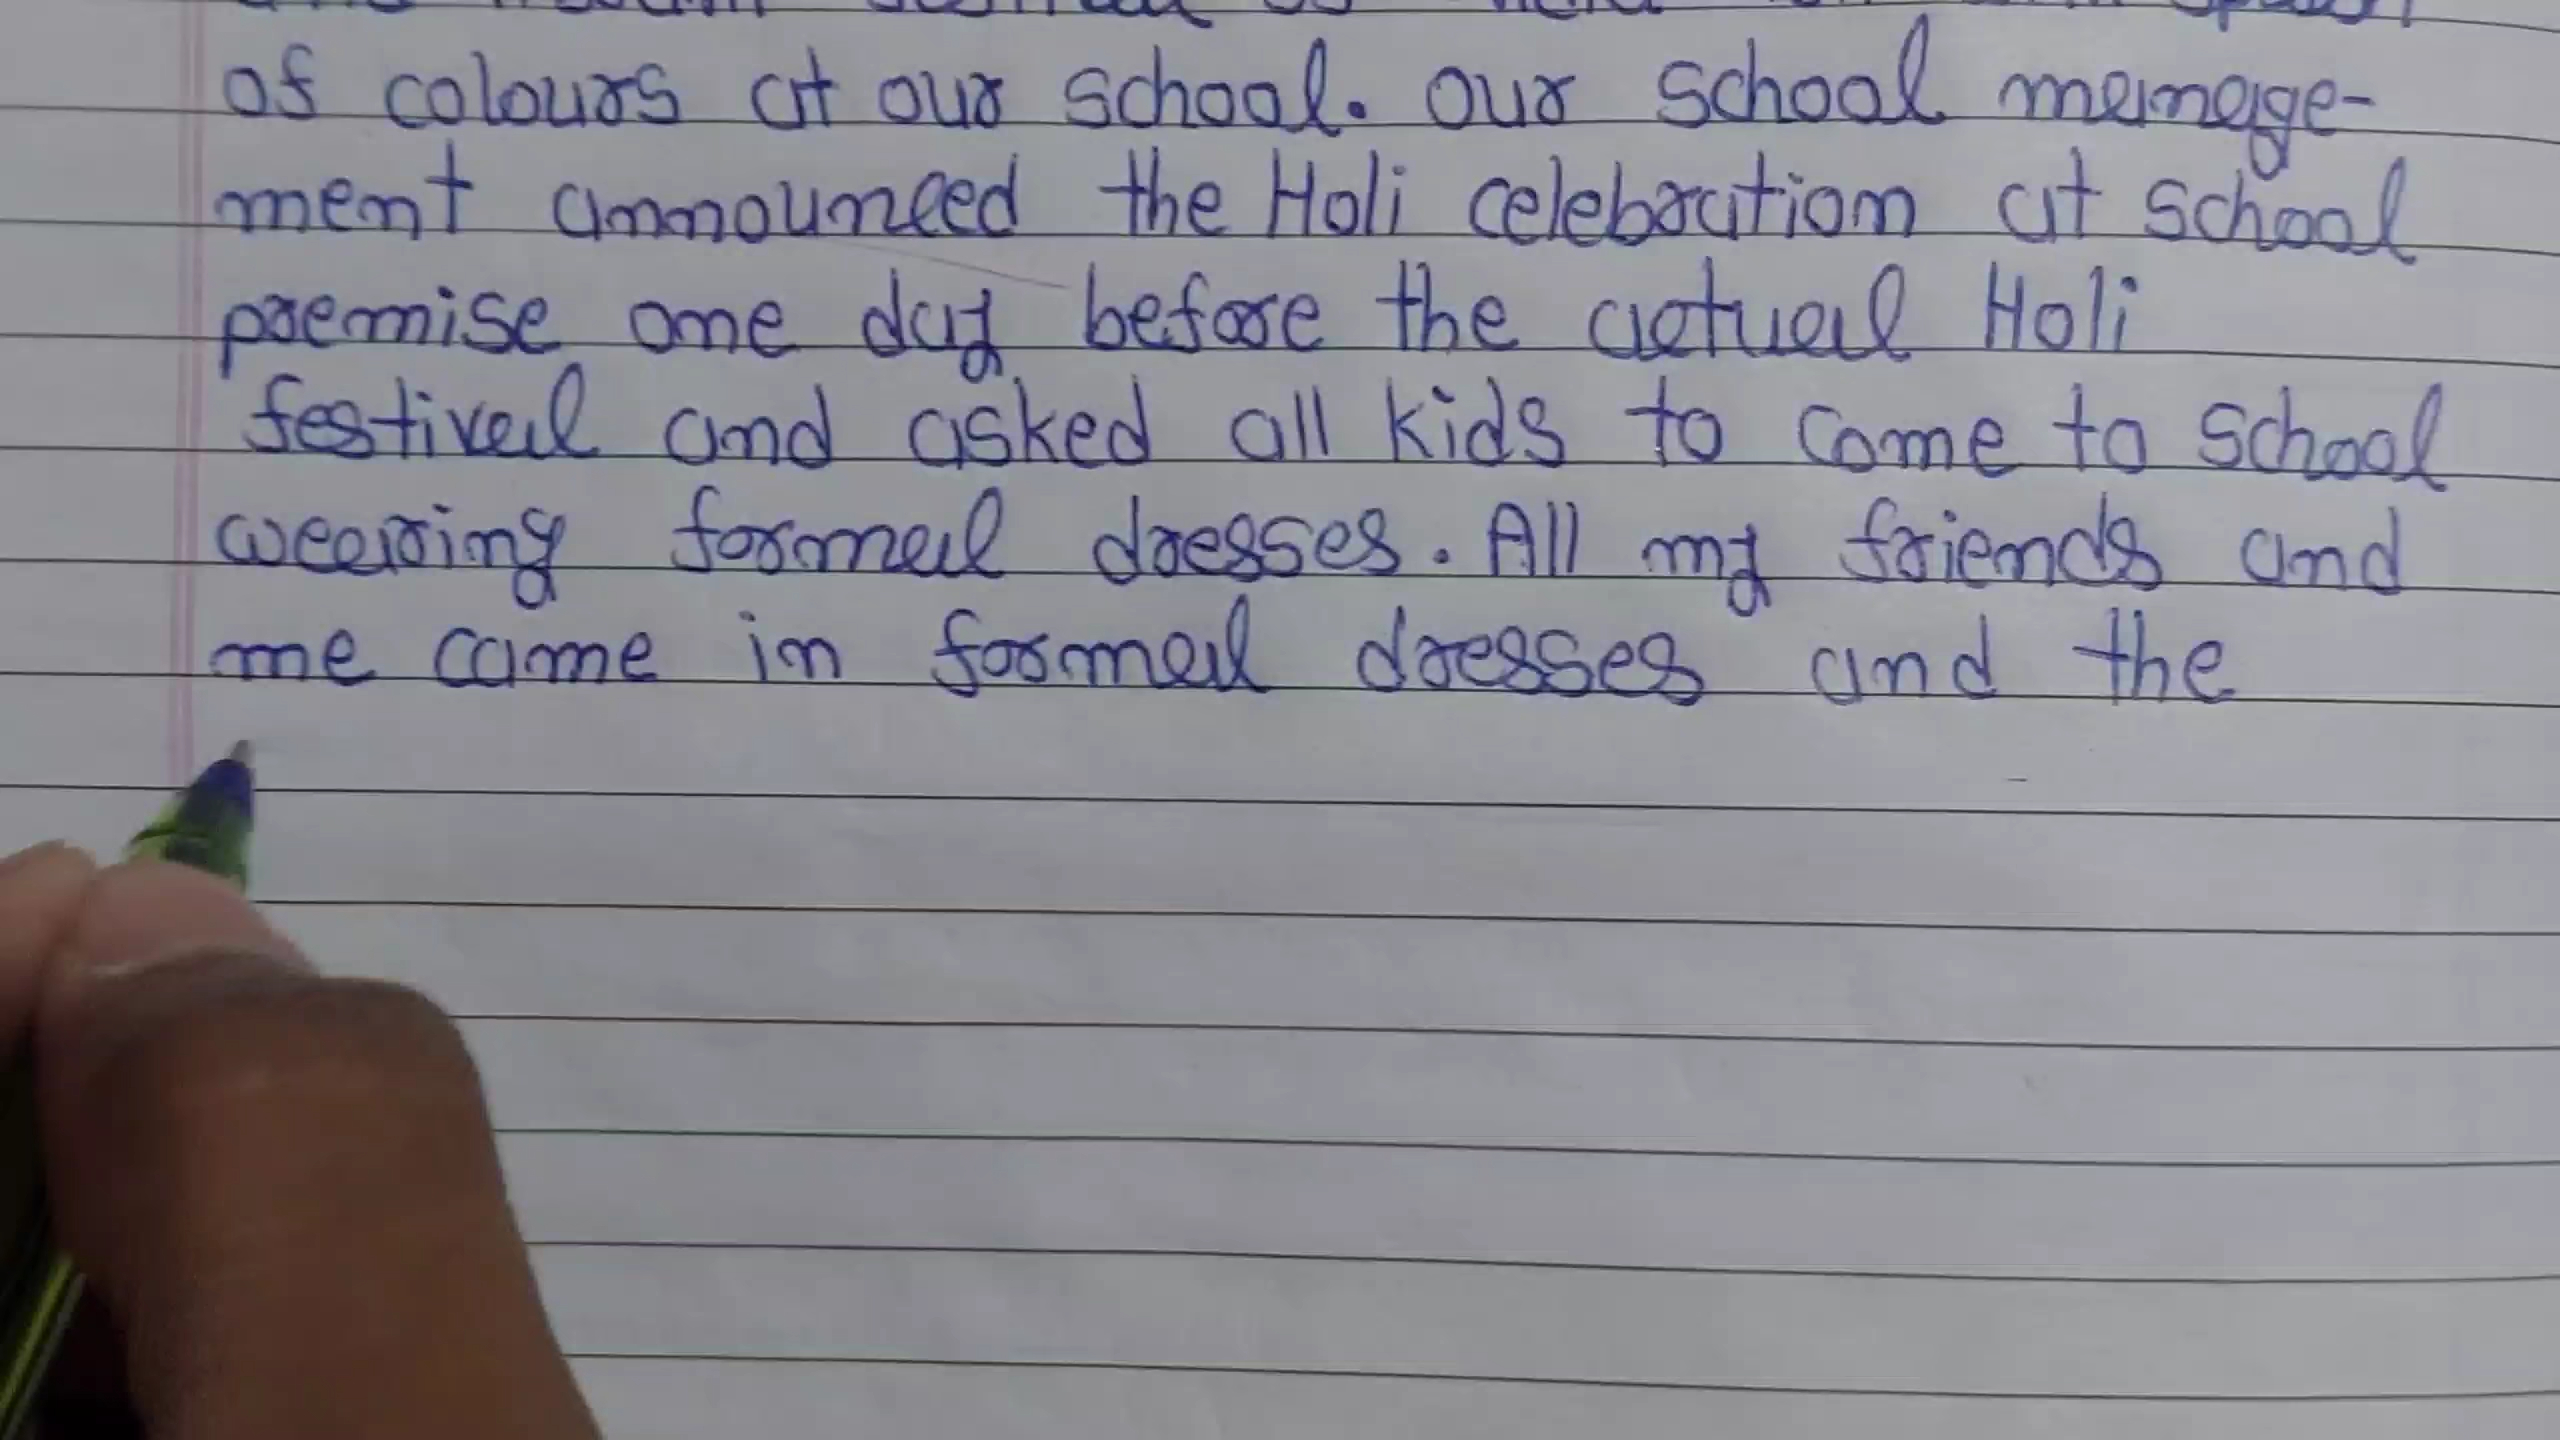 of colours at our school. Our school manage-
ment announced the Holi celebration at school
premise one day before the actual Holi
festival and asked all kids to come to school
wearing formal dresses. All my friends and
me came in formal dresses and the